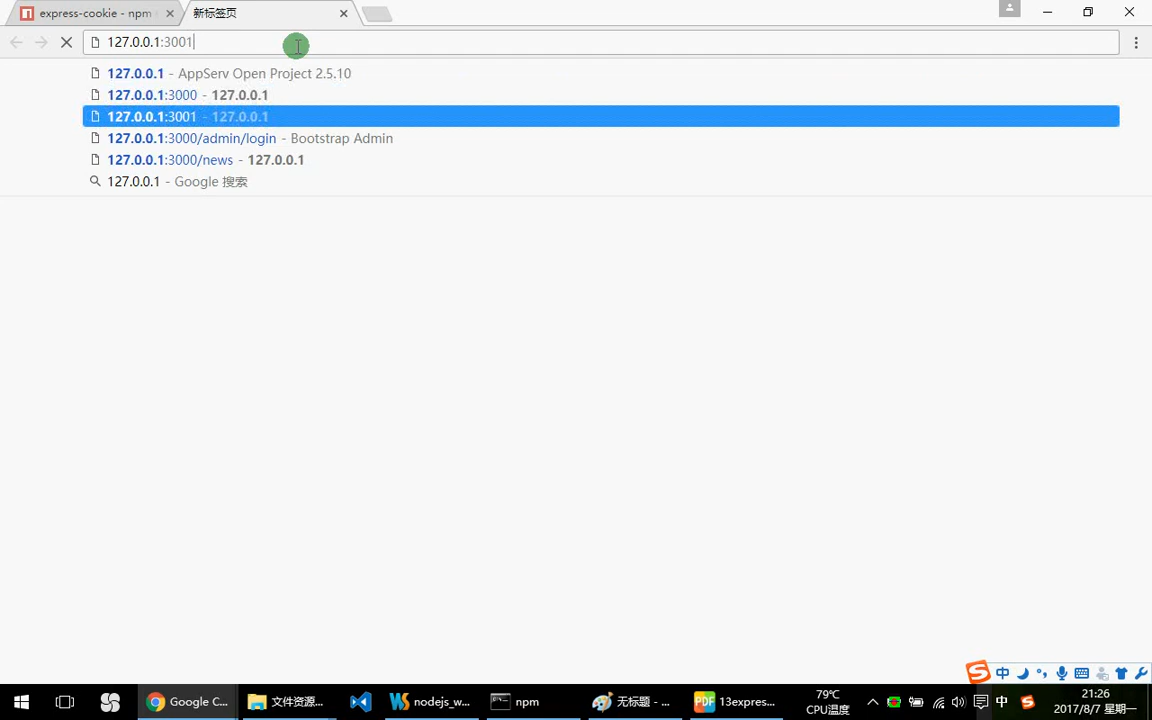 express-cookie - npm
新标签页
127.0.0.1:3001
127.0.0.1 - AppServ Open Project 2.5.10
127.0.0.1:3000 - 127.0.0.1
127.0.0.1:3001 - 127.0.0.1
127.0.0.1:3000/admin/login - Bootstrap Admin
127.0.0.1:3000/news - 127.0.0.1
127.0.0.1 - Google 搜索
中
Google C...
文件资源...
nodejs_w...
npm
无标题 - ...
13expres...
79℃
CPU温度
中
21:26
2017/8/7 星期一